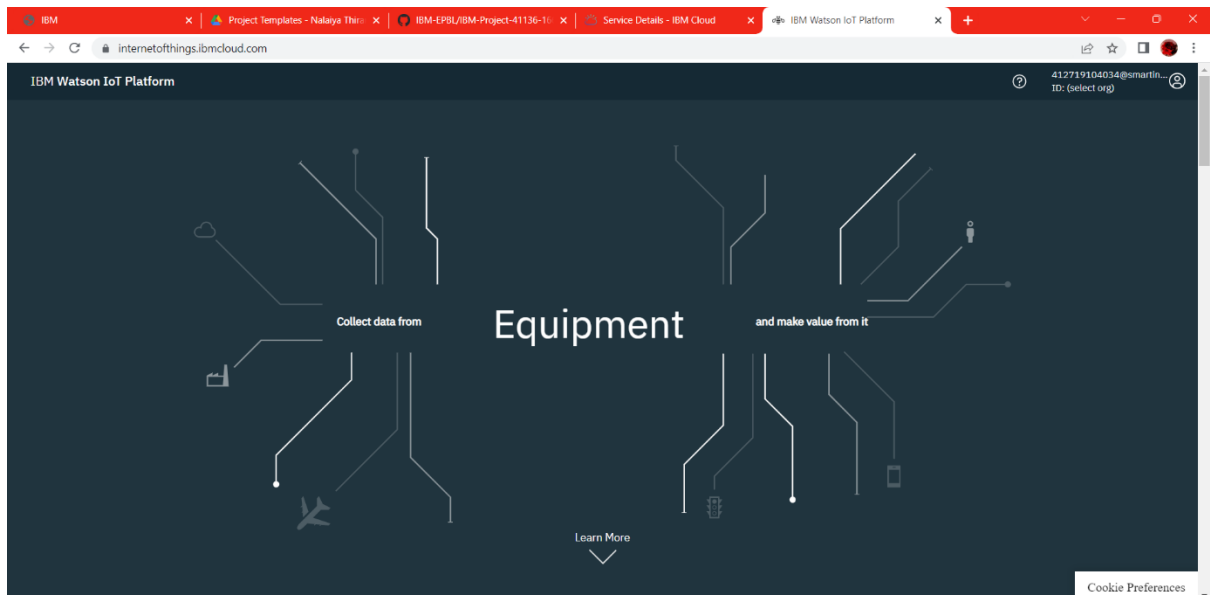 IBM
Project Templates - Nalaiya Thira
IBM-EPBL/IBM-Project-41136-16
Service Details - IBM Cloud
IBM Watson IoT Platform
internetofthings.ibmcloud.com
IBM Watson IoT Platform
412719104034@smartin...
ID: (select org)
Collect data from
Equipment
and make value from it
Learn More
Cookie Preferences